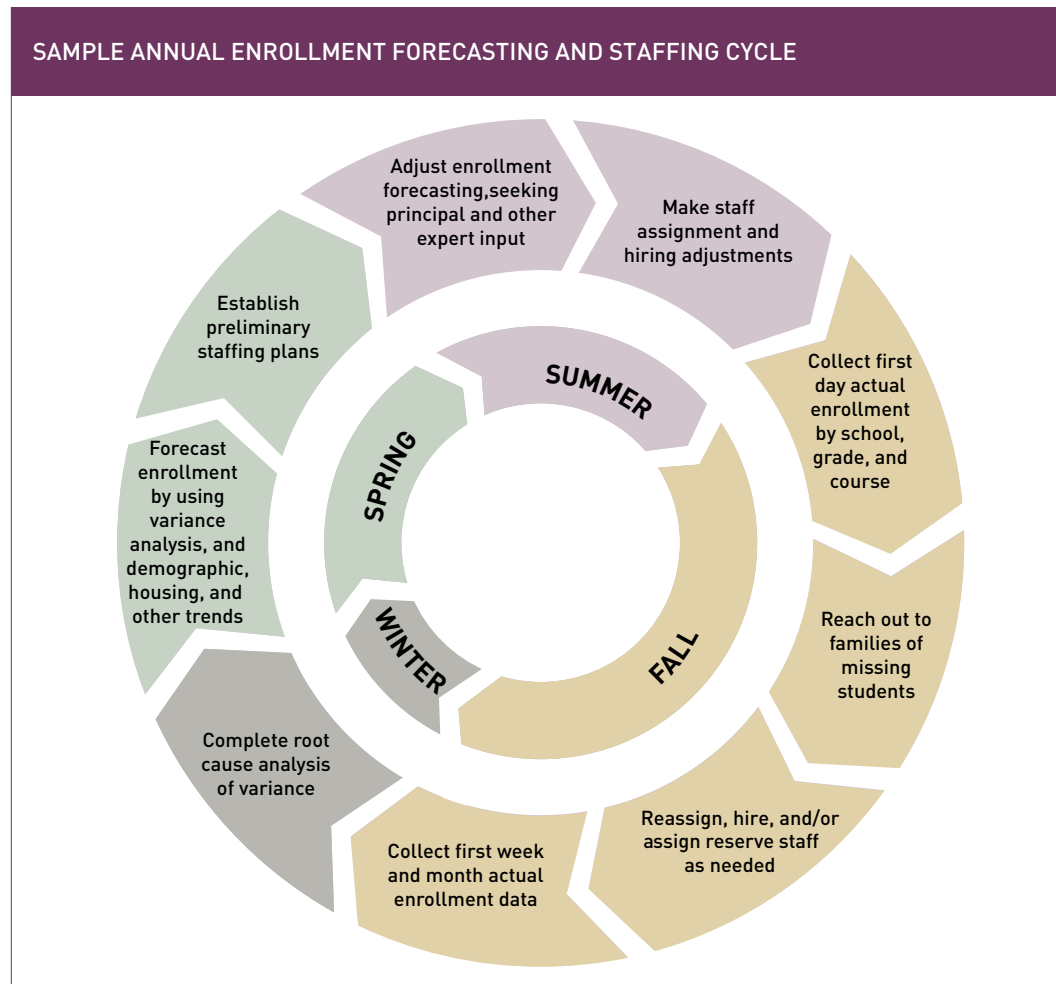 SAMPLE ANNUAL ENROLLMENT FORECASTING AND STAFFING CYCLE
Adjust enrollment
forecasting,seeking
principal and other
expert input
Make staff
assignment and
hiring adjustments
Collect first
day actual
enrollment
by school,
grade, and
course
Reach out to
families of
missing
students
Reassign, hire, and/or
assign reserve staff
as needed
Collect first week
and month actual
enrollment data
Complete root
cause analysis
of variance
Forecast
enrollment
by using
variance
analysis, and
demographic,
housing, and
other trends
Establish
preliminary
staffing plans
SUMMER
FALL
WINTER
SPRING